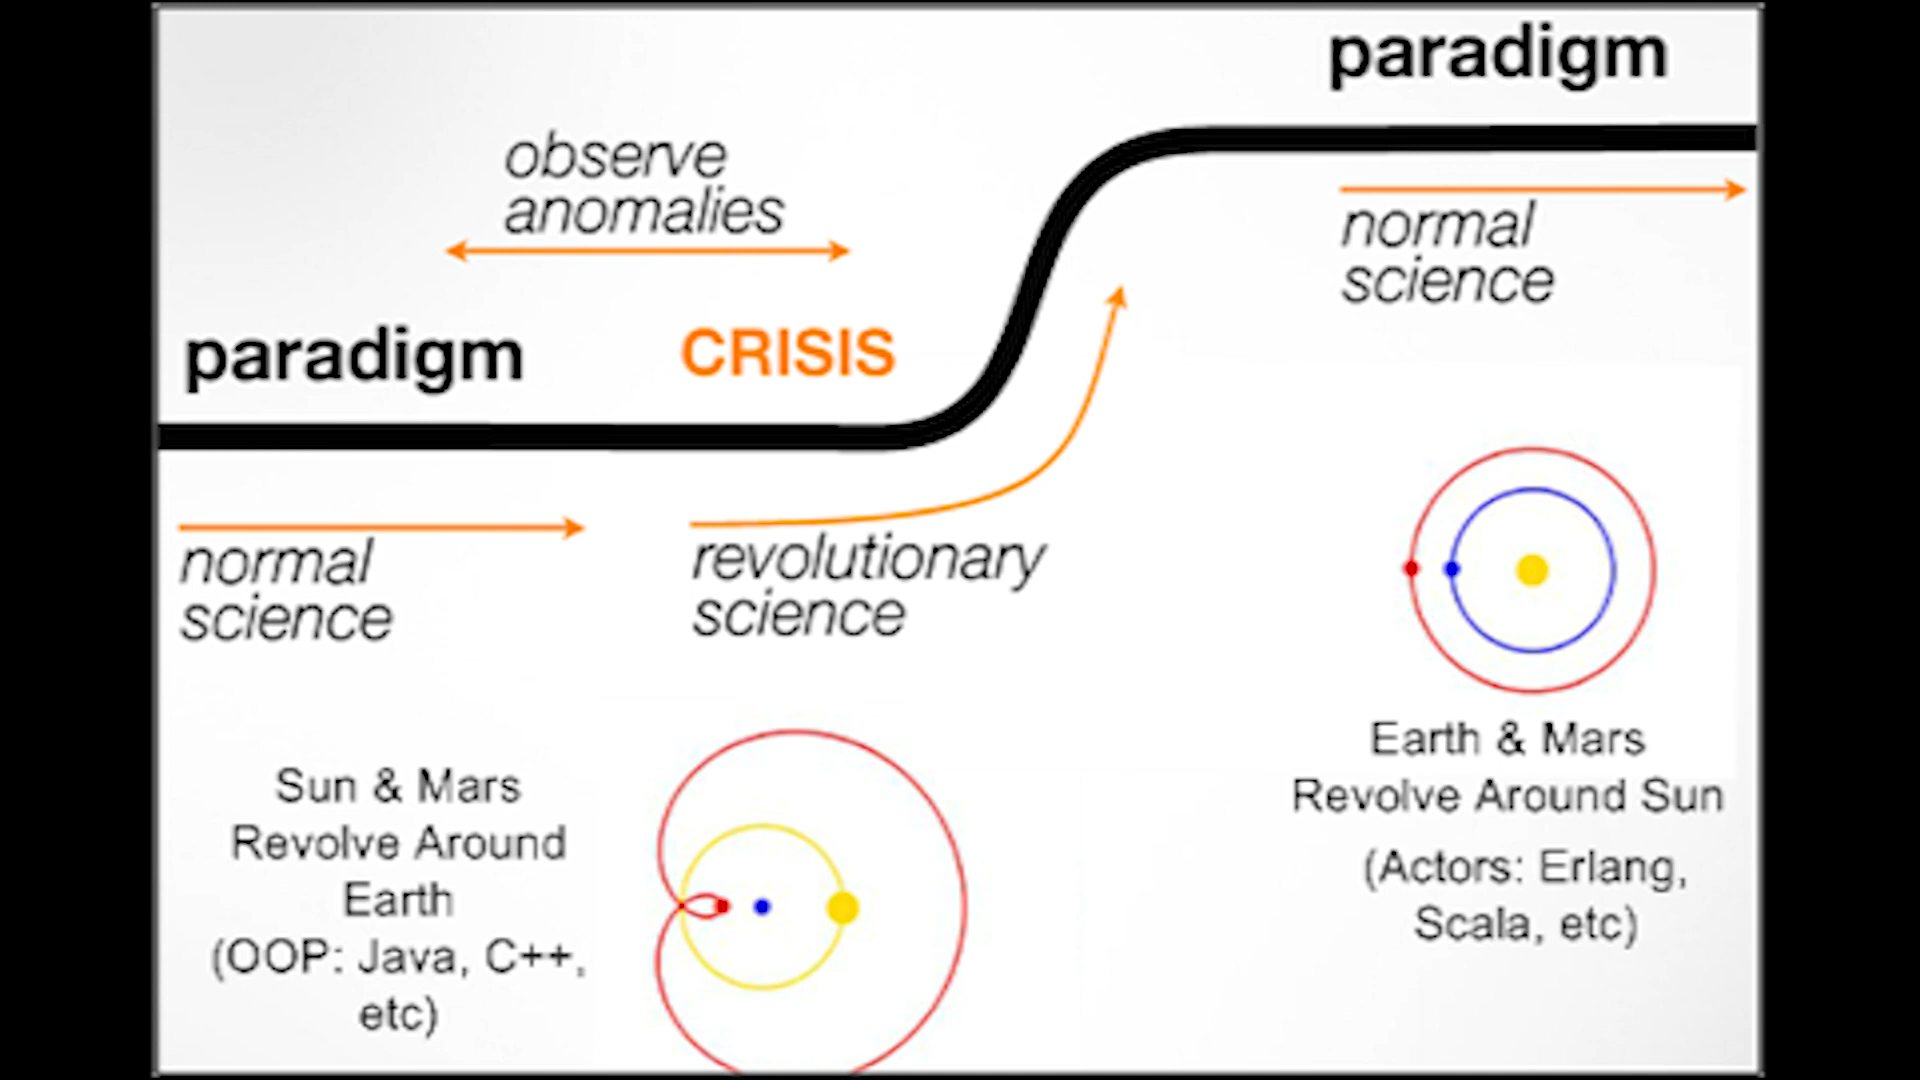 paradigm
observe
anomalies
normal
science
paradigm
CRISIS
normal
science
revolutionary
science
Earth & Mars
Revolve Around Sun
(Actors: Erlang,
Scala, etc)
Sun & Mars
Revolve Around
Earth
(OOP: Java, C++,
etc)